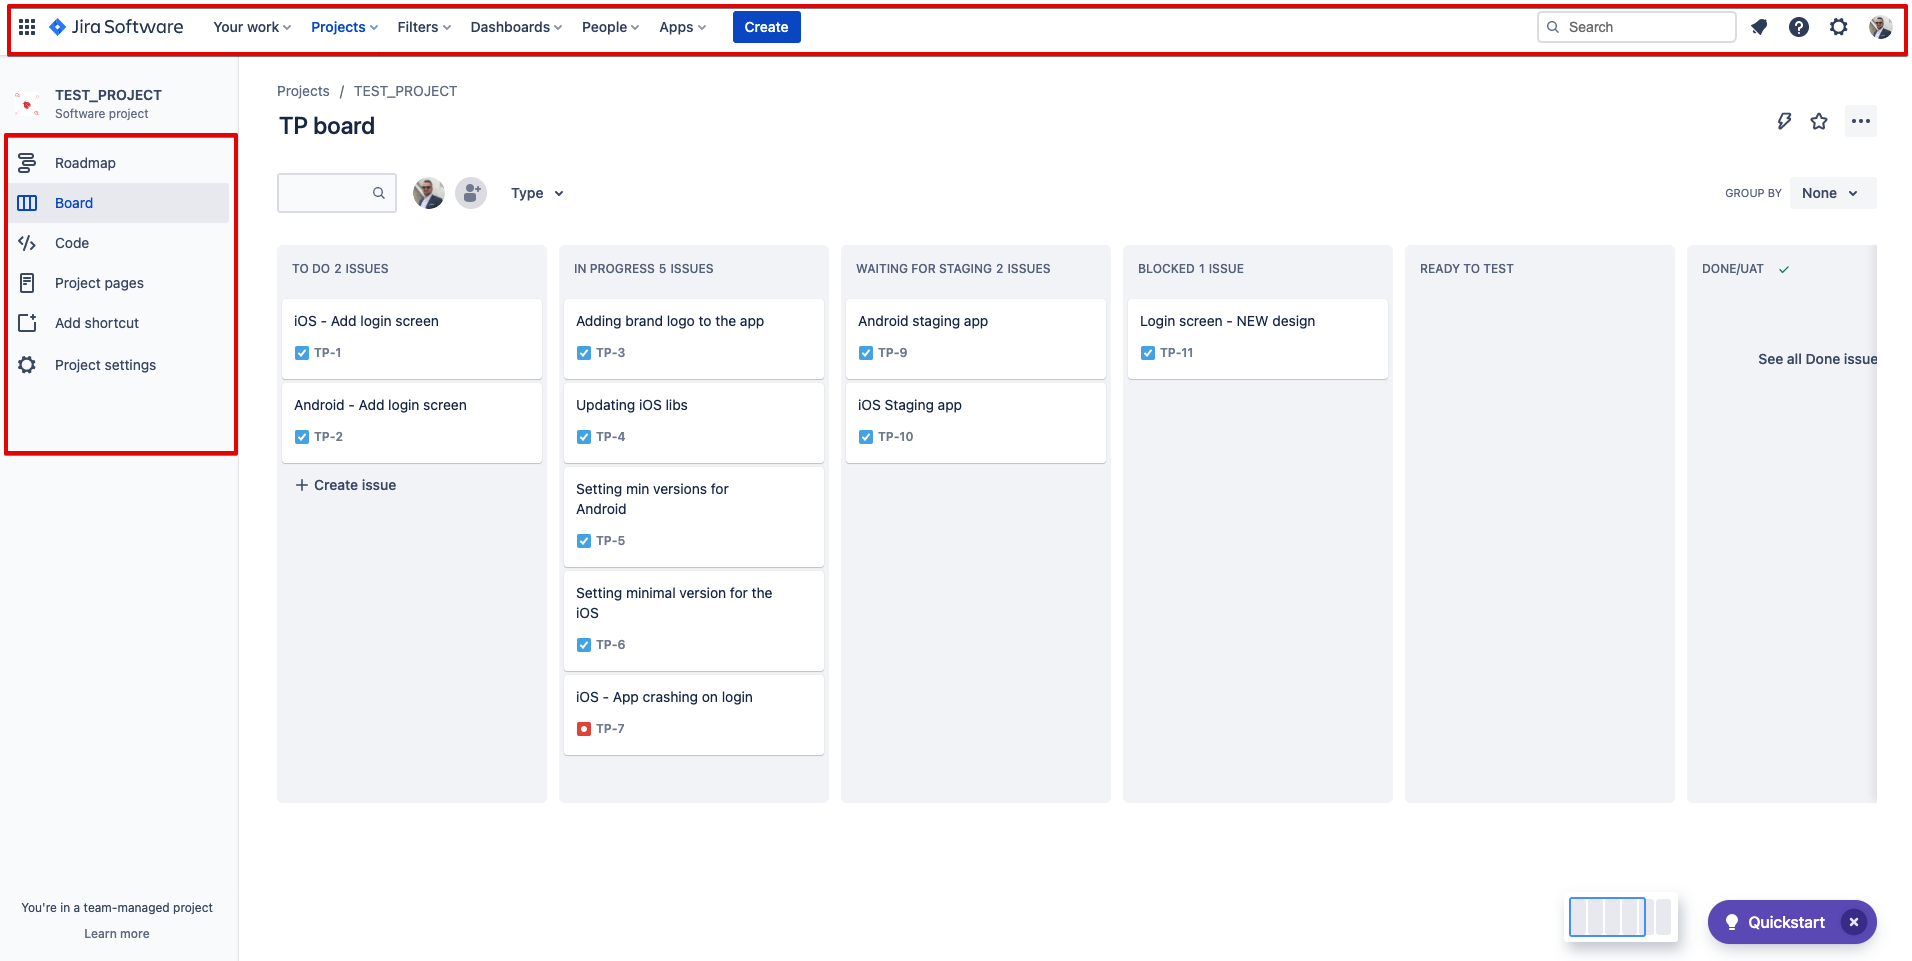 Jira Software
Your work
Projects
Filters
Dashboards
People
Apps
Create
Search
TEST_PROJECT
Software project
Roadmap
Board
Code
Project pages
Add shortcut
Project settings
You're in a team-managed project
Learn more
Projects / TEST_PROJECT
TP board
Type
GROUP BY
None
TO DO 2 ISSUES
iOS - Add login screen
TP-1
Android - Add login screen
TP-2
Create issue
IN PROGRESS 5 ISSUES
Adding brand logo to the app
TP-3
Updating iOS libs
TP-4
Setting min versions for
Android
TP-5
Setting minimal version for the
iOS
TP-6
iOS - App crashing on login
TP-7
WAITING FOR STAGING 2 ISSUES
Android staging app
TP-9
iOS Staging app
TP-10
BLOCKED 1 ISSUE
Login screen - NEW design
TP-11
READY TO TEST
DONE/UAT
See all Done issue
Quickstart